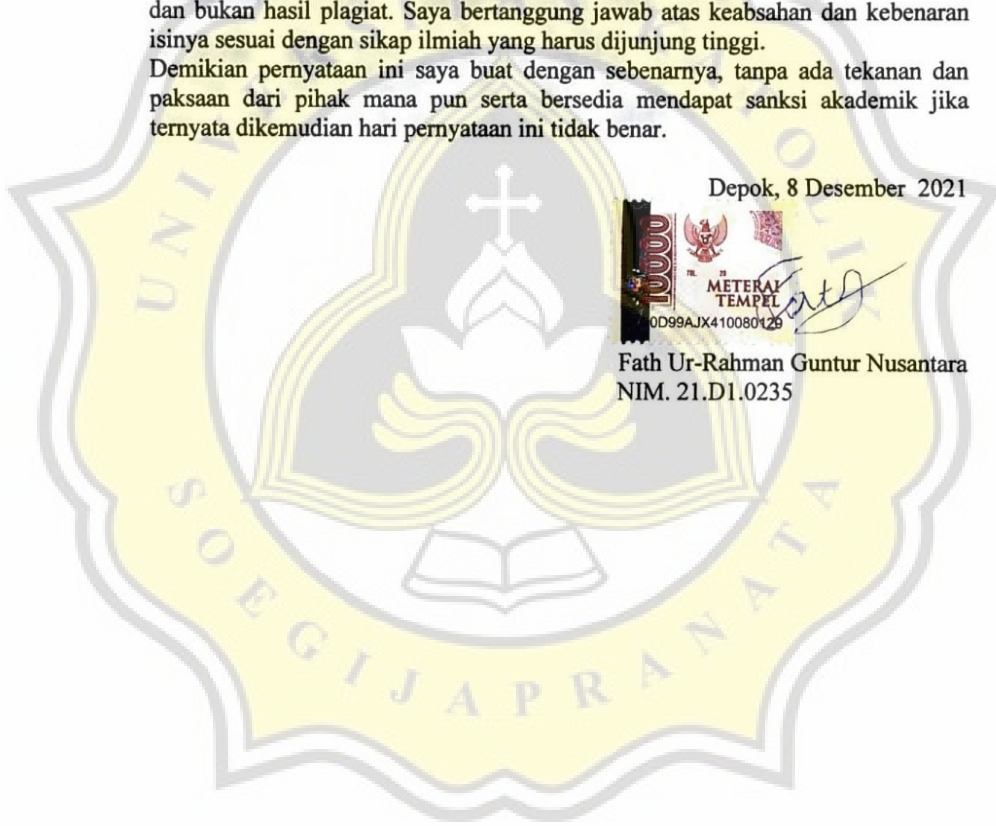 dan bukan hasil plagiat. Saya bertanggung jawab atas keabsahan dan kebenaran
isinya sesuai dengan sikap ilmiah yang harus dijunjung tinggi.
Demikian pernyataan ini saya buat dengan sebenarnya, tanpa ada tekanan dan
paksaan dari pihak mana pun serta bersedia mendapat sanksi akademik jika
ternyata dikemudian hari pernyataan ini tidak benar.
Depok, 8 Desember 2021
10000
TGL. 20
METERAI
TEMPEL
0D99AJX410080129
Fath Ur-Rahman Guntur Nusantara
NIM. 21.D1.0235
SOEGIJAPRANATA